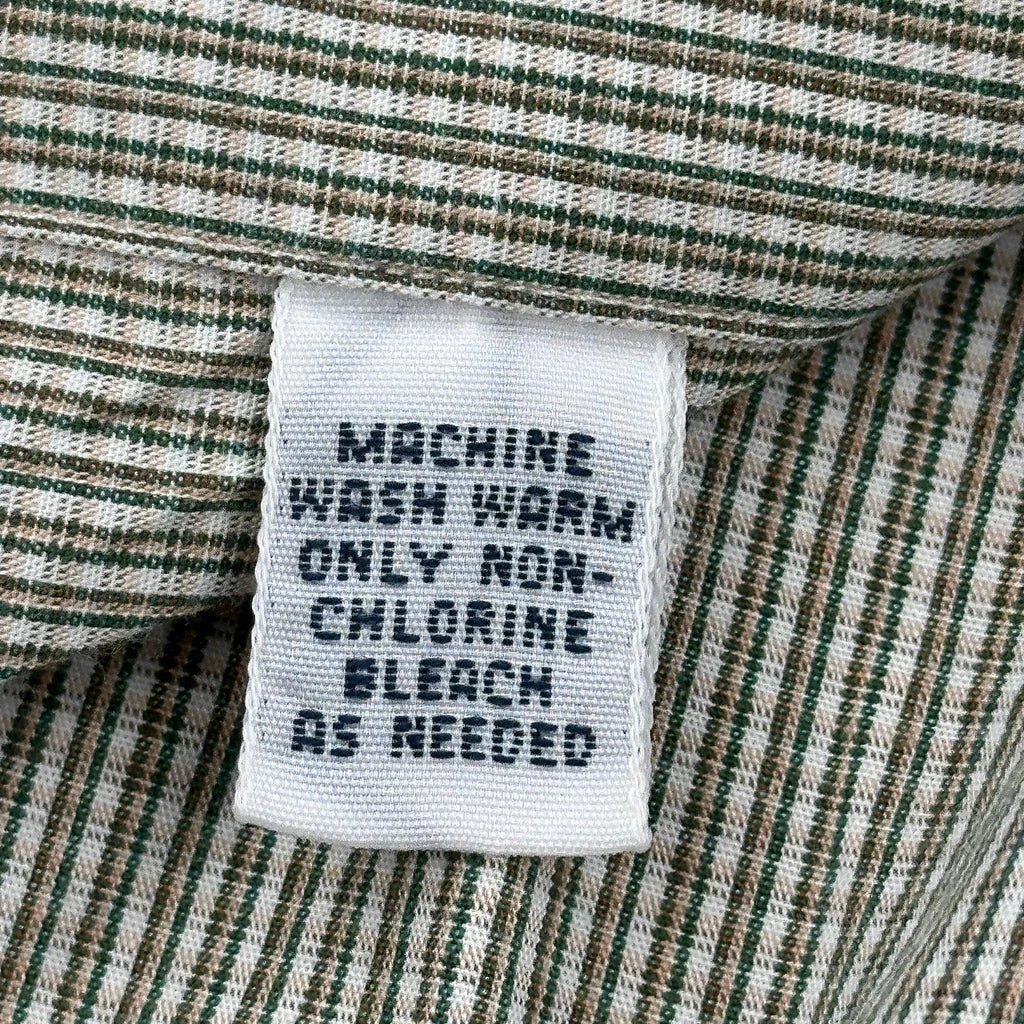 MACHINE
WASH WARM
ONLY NON-
CHLORINE
BLEACH
AS NEEDED